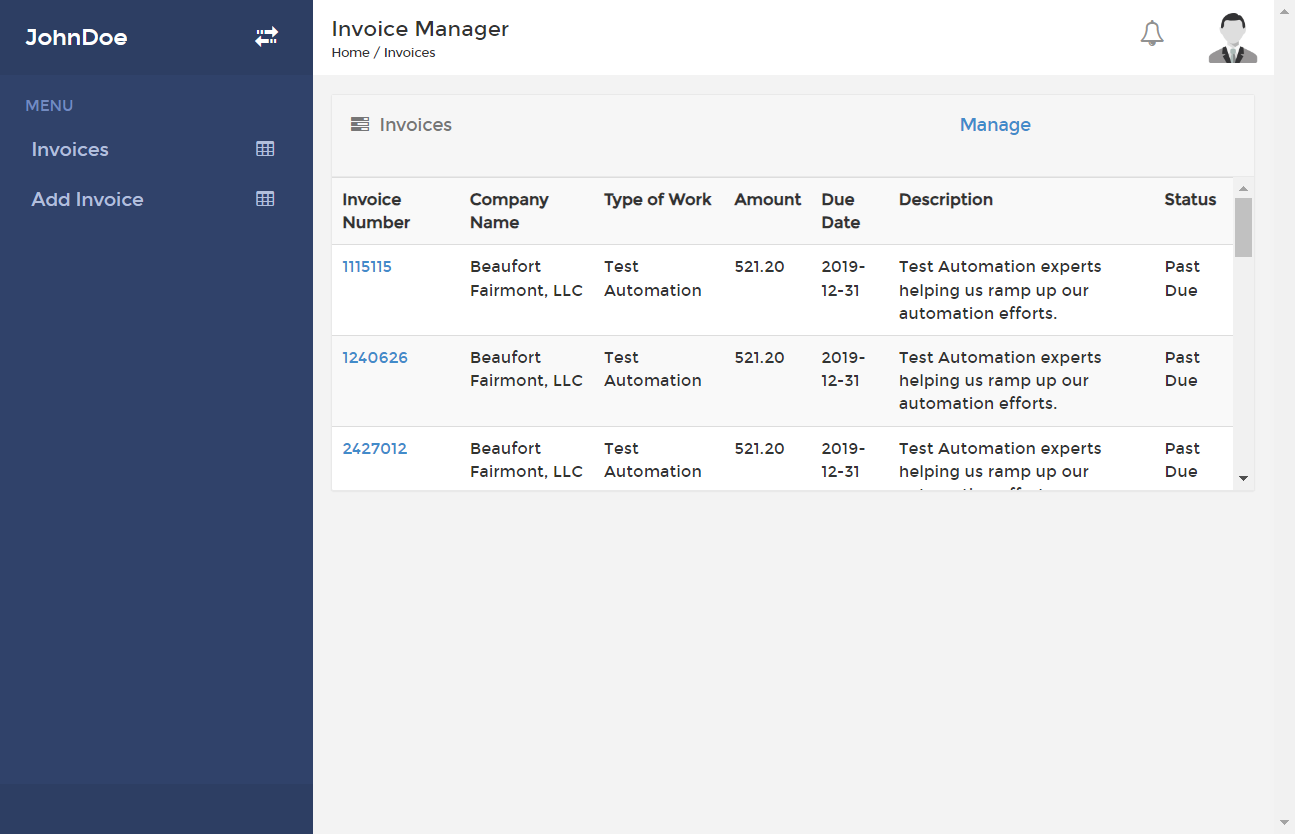 JohnDoe
Invoice Manager
Home / Invoices
MENU
Invoices
Add Invoice
Invoices
Manage
Invoice Number Company Name Type of Work Amount Due Date Description Status
1115115 Beaufort Fairmont, LLC Test Automation 521.20 2019-12-31 Test Automation experts helping us ramp up our automation efforts. Past Due
1240626 Beaufort Fairmont, LLC Test Automation 521.20 2019-12-31 Test Automation experts helping us ramp up our automation efforts. Past Due
2427012 Beaufort Fairmont, LLC Test Automation 521.20 2019-12-31 Test Automation experts helping us ramp up our